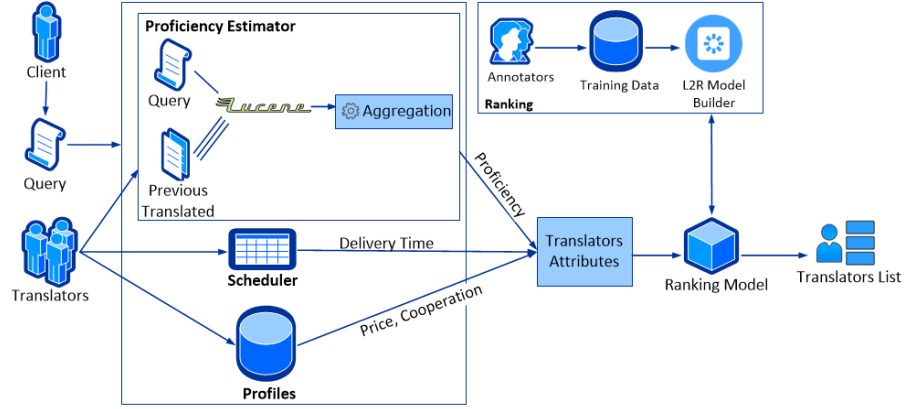 Client
Query
Translators
Proficiency Estimator
Query
Lucene
Aggregation
Previous
Translated
Scheduler
Profiles
Proficiency
Delivery Time
Price, Cooperation
Translators
Attributes
Annotators
Training Data
L2R Model
Builder
Ranking
Ranking Model
Translators List